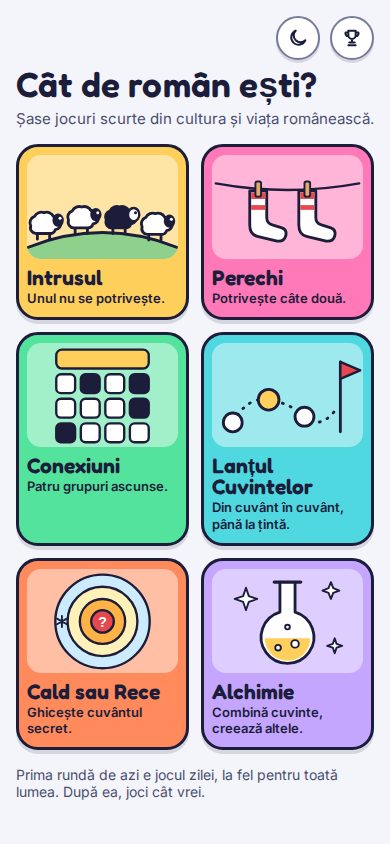 Cât de român ești?
Șase jocuri scurte din cultura și viața românească.
Intrusul
Unul nu se potrivește.
Perechi
Potrivește câte două.
Conexiuni
Patru grupuri ascunse.
Lanțul
Cuvintelor
Din cuvânt în cuvânt,
până la țintă.
?
Cald sau Rece
Ghicește cuvântul
secret.
Alchimie
Combină cuvinte,
creează altele.
Prima rundă de azi e jocul zilei, la fel pentru toată
lumea. După ea, joci cât vrei.